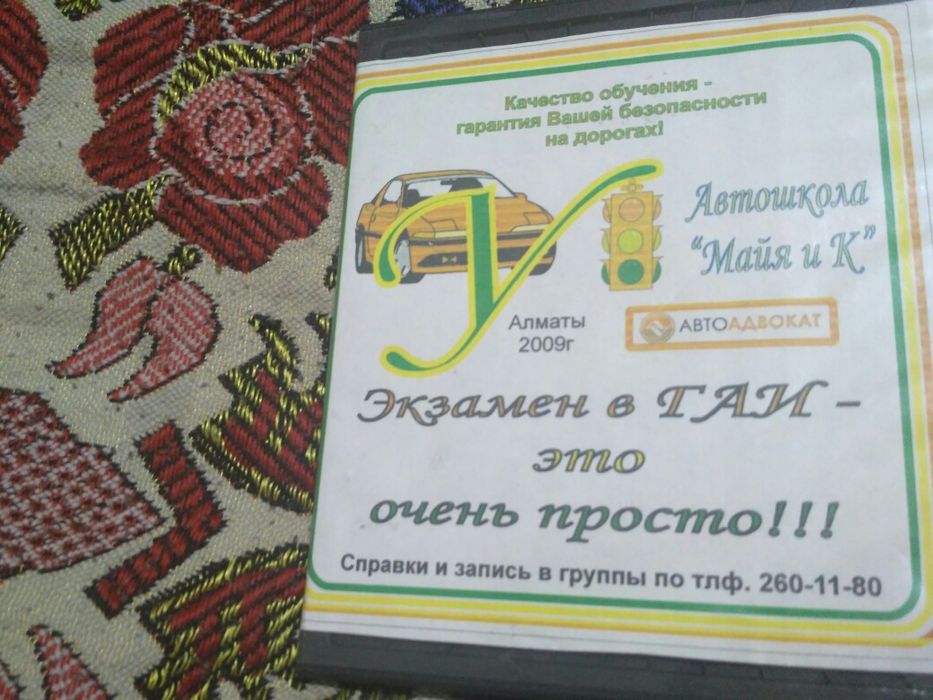 Качество обучения -
гарантия Вашей безопасности
на дорогах!
У
Автошкола
"Майя и К"
Алматы
2009г
АВТОАДВОКАТ
Экзамен в ГАИ –
это
очень просто!!!
Справки и запись в группы по тлф. 260-11-80